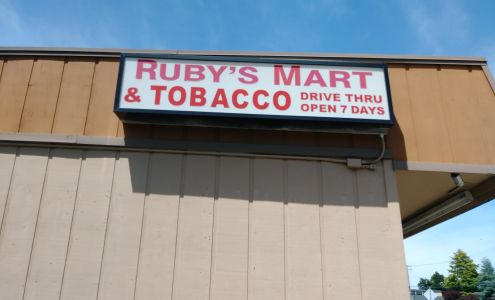 RUBY'S MART
& TOBACCO DRIVE THRU
OPEN 7 DAYS